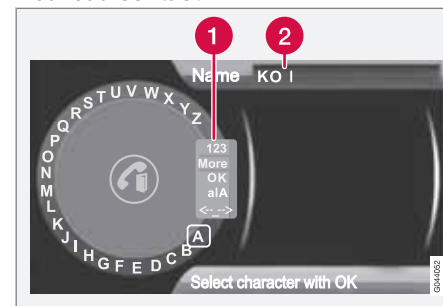 1 2
Name KO I
A B C D E F G H I J K L M N O P Q R S T U V W X Y Z
123
More
OK
a|A
<-_->
Select character with OK
G044052